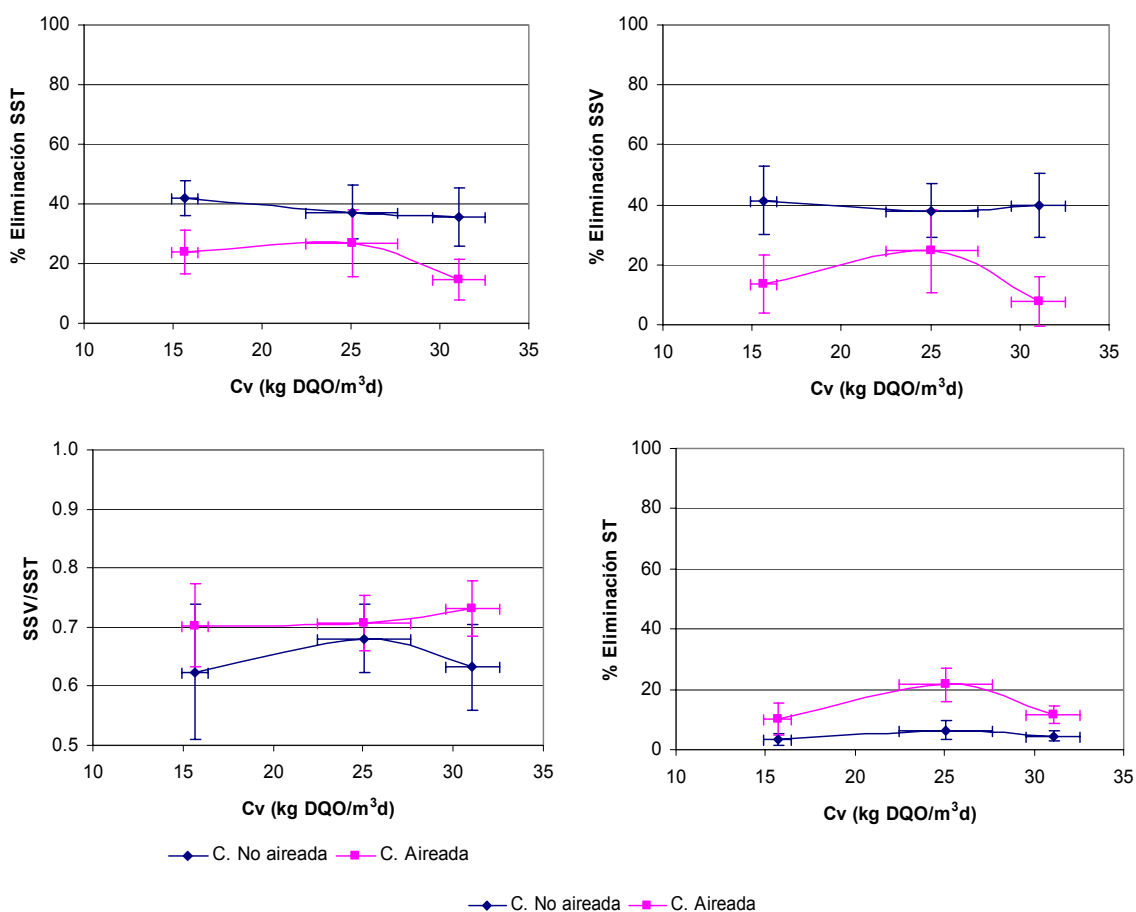 100
80
60
40
20
0
% Eliminación SST
10 15 20 25 30 35
Cv (kg DQO/m³d)
100
80
60
40
20
0
% Eliminación SSV
10 15 20 25 30 35
Cv (kg DQO/m³d)
1.0
0.9
0.8
0.7
0.6
0.5
SSV/SST
10 15 20 25 30 35
Cv (kg DQO/m³d)
C. No aireada C. Aireada
100
80
60
40
20
0
% Eliminación ST
10 15 20 25 30 35
Cv (kg DQO/m³d)
C. No aireada C. Aireada